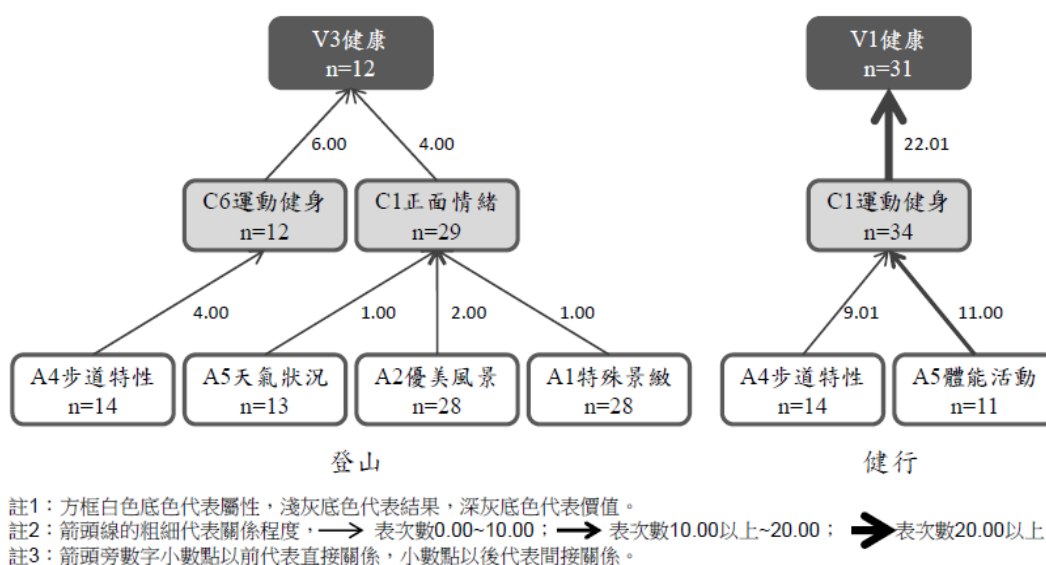 V3健康
n=12
V1健康
n=31
6.00
4.00
22.01
C6運動健身
n=12
C1正面情緒
n=29
C1運動健身
n=34
4.00
1.00
2.00
1.00
9.01
11.00
A4步道特性
n=14
A5天氣狀況
n=13
A2優美風景
n=28
A1特殊景緻
n=28
A4步道特性
n=14
A5體能活動
n=11
登山
健行
註1：方框白色底色代表屬性，淺灰底色代表結果，深灰底色代表價值。
註2：箭頭線的粗細代表關係程度，→ 表次數0.00~10.00；→ 表次數10.00以上~20.00；→表次數20.00以上
註3：箭頭旁數字小數點以前代表直接關係，小數點以後代表間接關係。